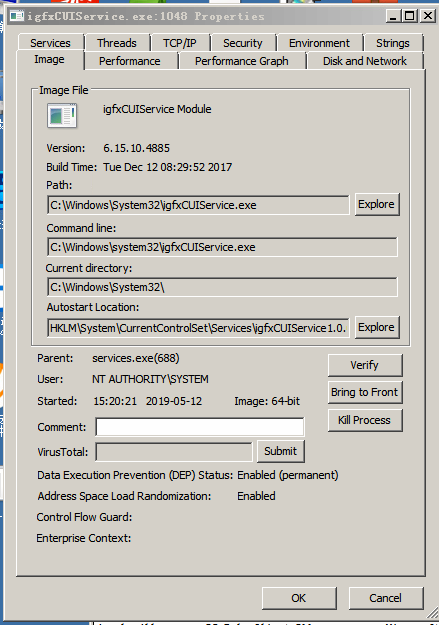 igfxCUIService.exe:1048 Properties
Services Threads TCP/IP Security Environment Strings
Image Performance Performance Graph Disk and Network
Image File
igfxCUIService Module
Version: 6.15.10.4885
Build Time: Tue Dec 12 08:29:52 2017
Path:
C:\Windows\System32\igfxCUIService.exe Explore
Command line:
C:\Windows\system32\igfxCUIService.exe
Current directory:
C:\Windows\System32\
Autostart Location:
HKLM\System\CurrentControlSet\Services\igfxCUIService1.0. Explore
Parent: services.exe(688) Verify
User: NT AUTHORITY\SYSTEM
Bring to Front
Started: 15:20:21 2019-05-12 Image: 64-bit
Kill Process
Comment:
VirusTotal: Submit
Data Execution Prevention (DEP) Status: Enabled (permanent)
Address Space Load Randomization: Enabled
Control Flow Guard:
Enterprise Context:
OK Cancel